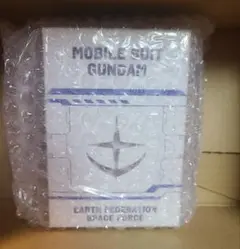 MOBILE SUIT
GUNDAM
EARTH FEDERATION
SPACE FORCE